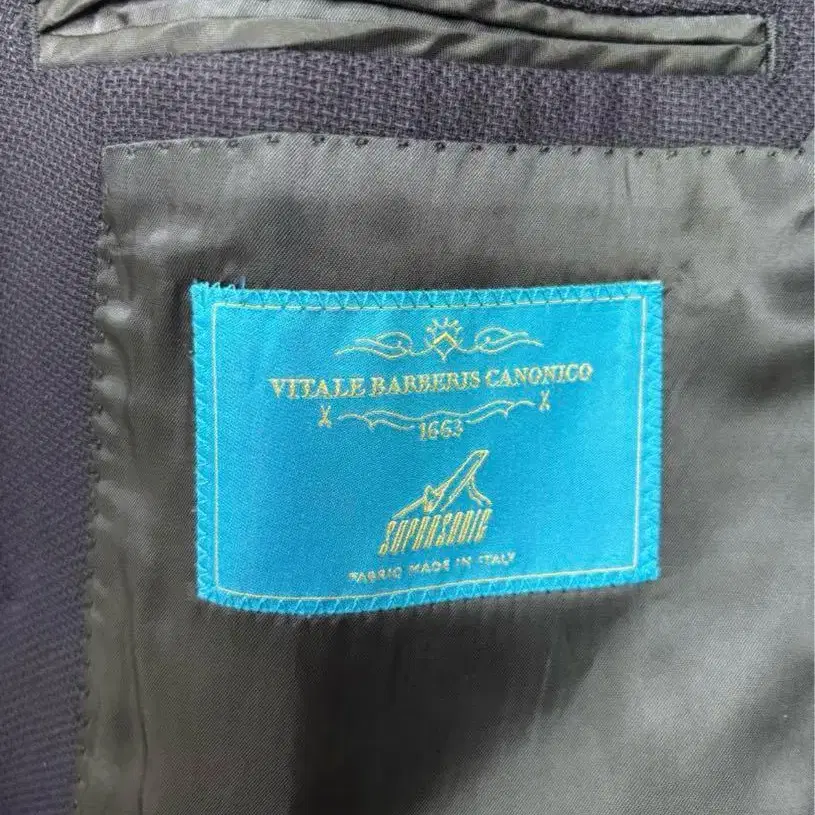 VITALE BARBERIS CANONICO
1663
SUPERSONIC
FABRIC MADE IN ITALY